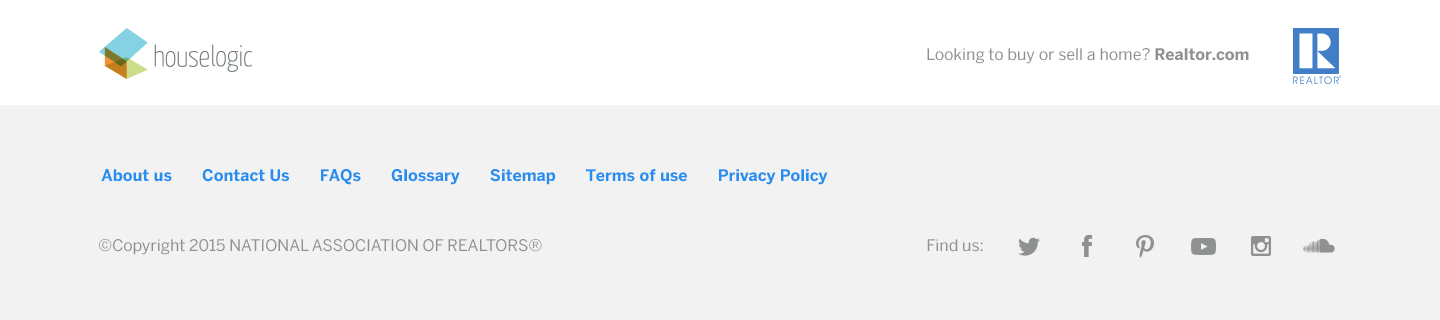 houselogic
Looking to buy or sell a home? Realtor.com
REALTOR®
About us Contact Us FAQs Glossary Sitemap Terms of use Privacy Policy
©Copyright 2015 NATIONAL ASSOCIATION OF REALTORS®
Find us: